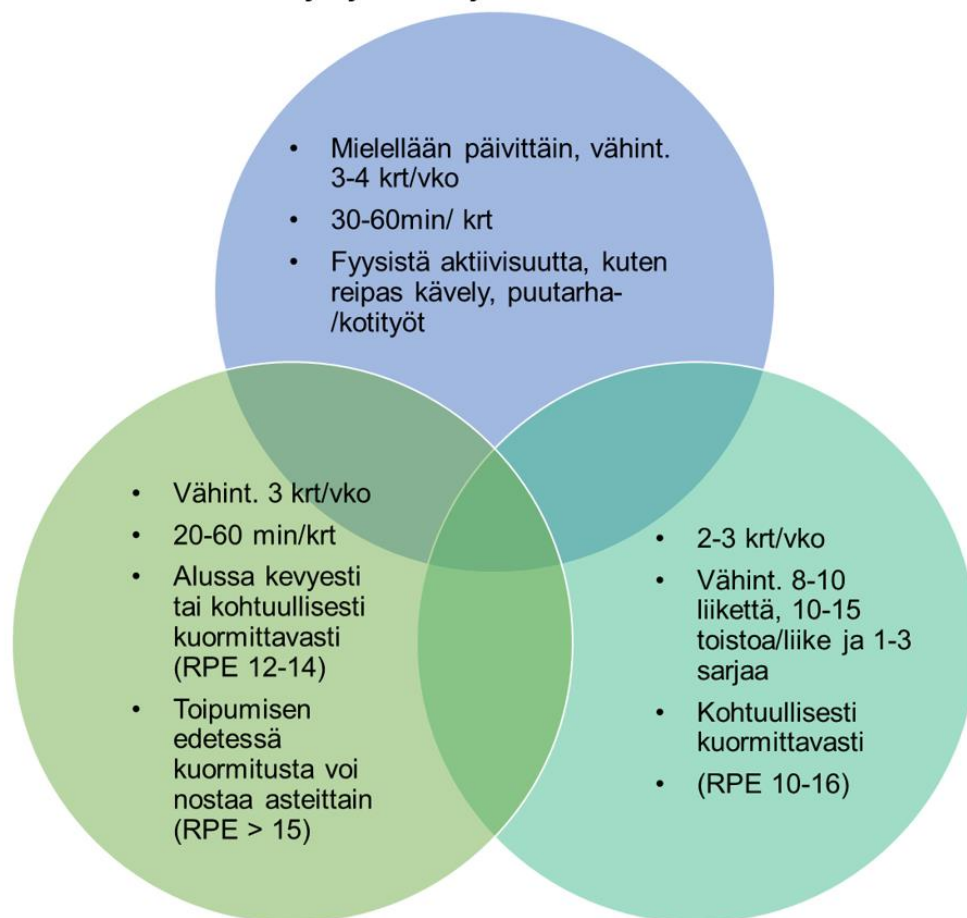 • Mielellään päivittäin, vähint.
3-4 krt/vko
• 30-60min/ krt
• Fyysistä aktiivisuutta, kuten
reipas kävely, puutarha-
/kotityöt
• Vähint. 3 krt/vko
• 20-60 min/krt
• Alussa kevyesti
tai kohtuullisesti
kuormittavasti
(RPE 12-14)
• Toipumisen
edetessä
kuormitusta voi
nostaa asteittain
(RPE > 15)
• 2-3 krt/vko
• Vähint. 8-10
liikettä, 10-15
toistoa/liike ja 1-3
sarjaa
• Kohtuullisesti
kuormittavasti
• (RPE 10-16)